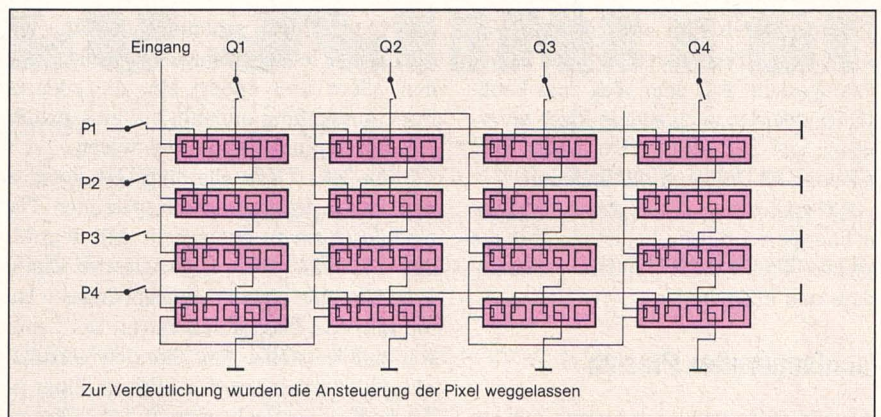 Eingang Q1 Q2 Q3 Q4
P1
P2
P3
P4
Zur Verdeutlichung wurden die Ansteuerung der Pixel weggelassen